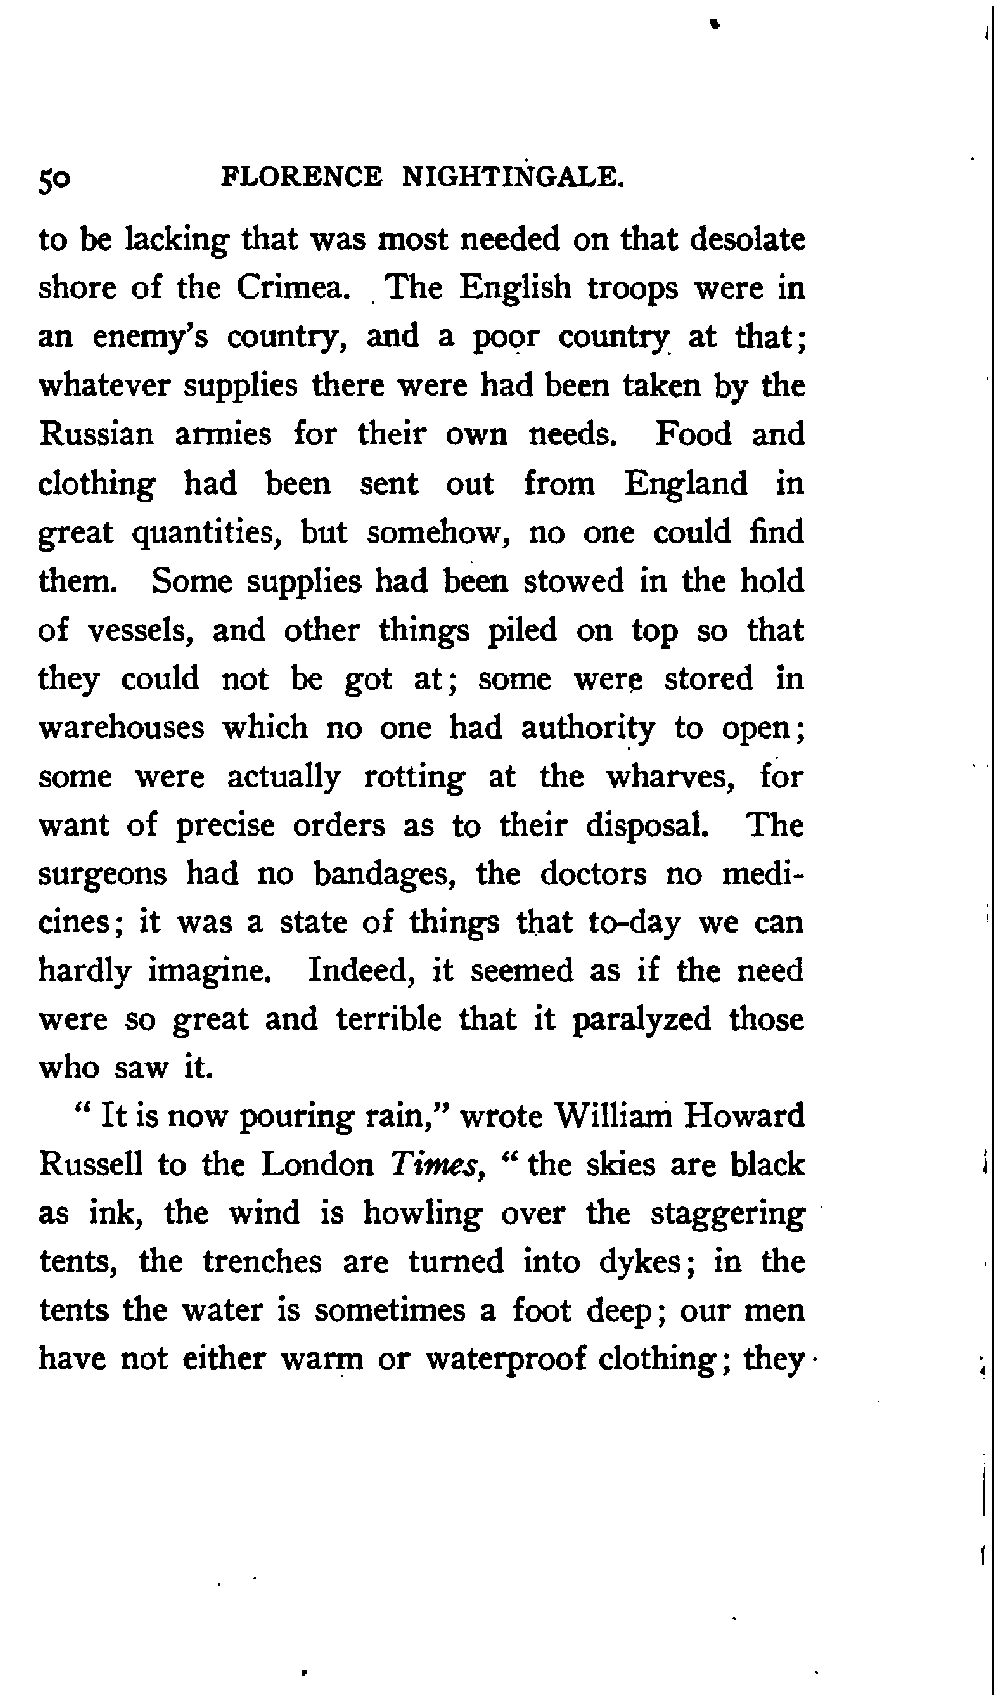 50 FLORENCE NIGHTINGALE.
to be lacking that was most needed on that desolate
shore of the Crimea. The English troops were in
an enemy's country, and a poor country at that;
whatever supplies there were had been taken by the
Russian armies for their own needs. Food and
clothing had been sent out from England in
great quantities, but somehow, no one could find
them. Some supplies had been stowed in the hold
of vessels, and other things piled on top so that
they could not be got at; some were stored in
warehouses which no one had authority to open;
some were actually rotting at the wharves, for
want of precise orders as to their disposal. The
surgeons had no bandages, the doctors no medi-
cines; it was a state of things that to-day we can
hardly imagine. Indeed, it seemed as if the need
were so great and terrible that it paralyzed those
who saw it.
" It is now pouring rain," wrote William Howard
Russell to the London Times, " the skies are black
as ink, the wind is howling over the staggering
tents, the trenches are turned into dykes; in the
tents the water is sometimes a foot deep; our men
have not either warm or waterproof clothing; they